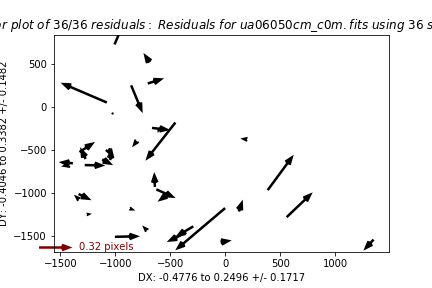 or plot of 36/36 residuals: Residuals for ua06050cm_c0m.fits using 36 s
DY: -0.4046 to 0.3382 +/- 0.1482
500
0
−500
−1000
−1500
0.32 pixels
−1500 −1000 −500 0 500 1000
DX: -0.4776 to 0.2496 +/- 0.1717